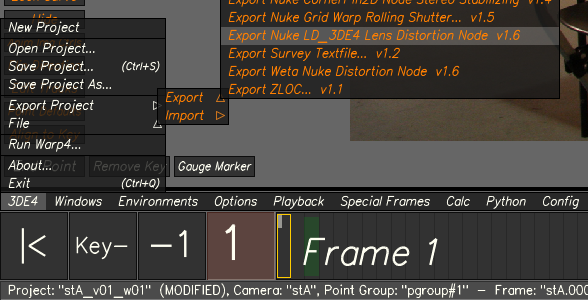 Export Nuke Corner Pin2D Node Stereo Stabilizing v1.4
Export Nuke Grid Warp Rolling Shutter... v1.5
Export Nuke LD_3DE4 Lens Distortion Node v1.6
Export Survey Textfile... v1.2
Export Weta Nuke Distortion Node v1.6
Export ZLOC... v1.1
New Project
Open Project...
Save Project... (Ctrl+S)
Save Project As...
Export Project
File
Export
Import
Run Warp4...
About...
Exit (Ctrl+Q)
Point
Remove Key
Gauge Marker
3DE4 Windows Environments Options Playback Special Frames Calc Python Config
|< Key- -1 1 Frame 1
Project: "stA_v01_w01" (MODIFIED), Camera: "stA", Point Group: "pgroup#1" - Frame: "stA.000